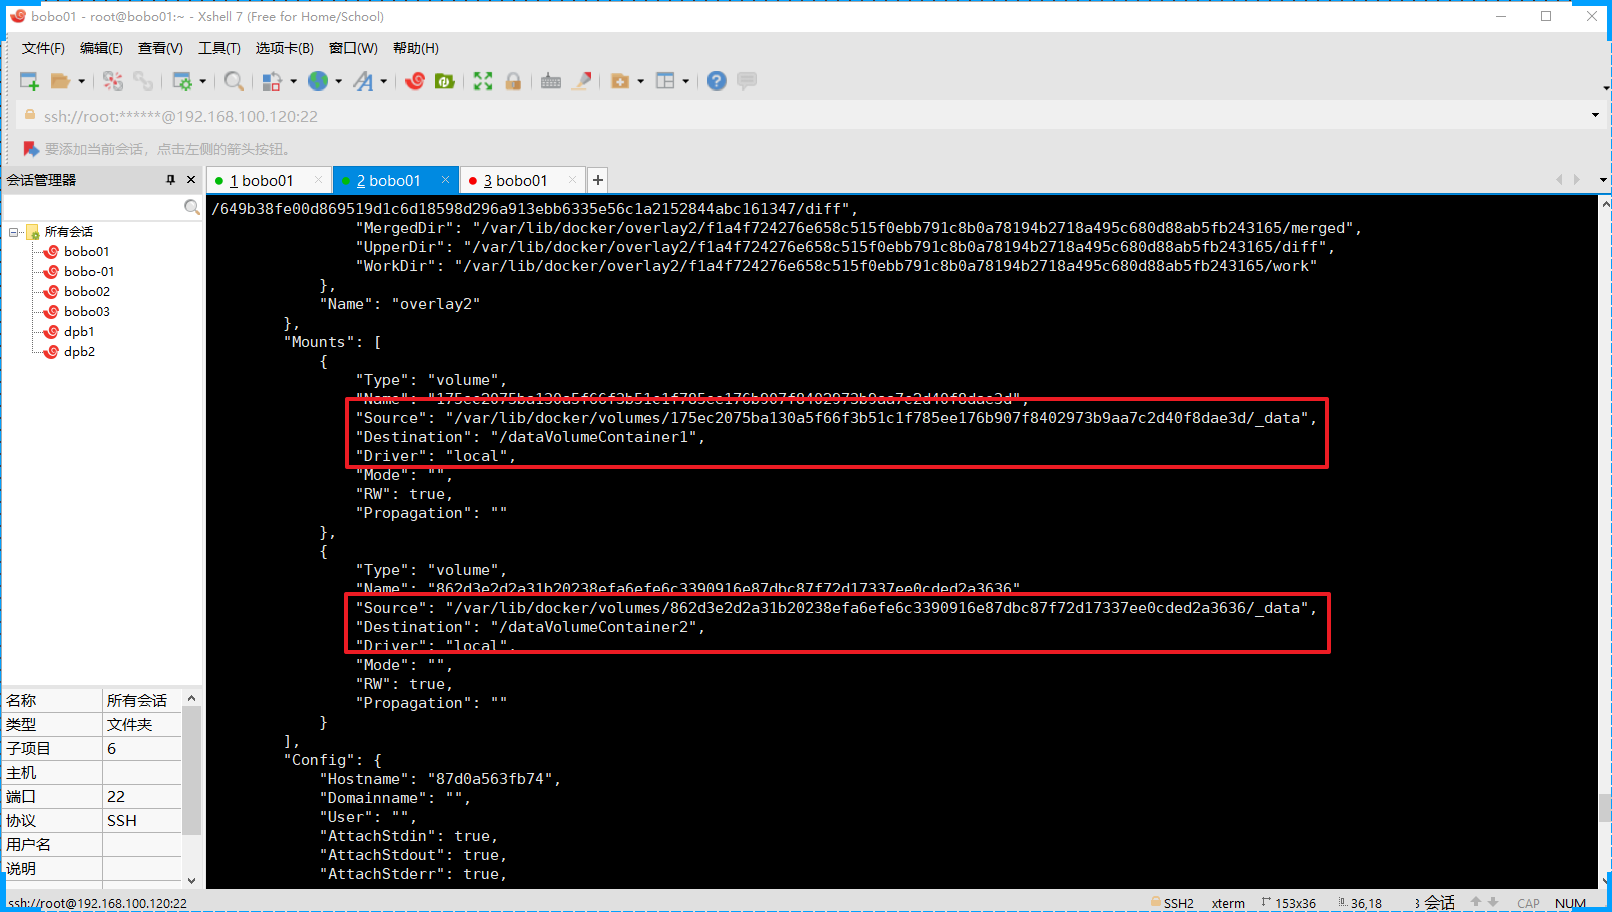 bobo01 - root@bobo01:~ - Xshell 7 (Free for Home/School)
文件(F) 编辑(E) 查看(V) 工具(T) 选项卡(B) 窗口(W) 帮助(H)
ssh://root:******@192.168.100.120:22
要添加当前会话，点击左侧的箭头按钮。
会话管理器
1 bobo01
2 bobo01
3 bobo01
所有会话
bobo01
bobo-01
bobo02
bobo03
dpb1
dpb2
/649b38fe00d869519d1c6d18598d296a913ebb6335e56c1a2152844abc161347/diff",
"MergedDir": "/var/lib/docker/overlay2/f1a4f724276e658c515f0ebb791c8b0a78194b2718a495c680d88ab5fb243165/merged",
"UpperDir": "/var/lib/docker/overlay2/f1a4f724276e658c515f0ebb791c8b0a78194b2718a495c680d88ab5fb243165/diff",
"WorkDir": "/var/lib/docker/overlay2/f1a4f724276e658c515f0ebb791c8b0a78194b2718a495c680d88ab5fb243165/work"
},
"Name": "overlay2"
},
"Mounts": [
{
"Type": "volume",
"Name": "175ec2075ba130a5f66f3b51c1f785ee176b907f8402973b9aa7c2d40f8dae3d",
"Source": "/var/lib/docker/volumes/175ec2075ba130a5f66f3b51c1f785ee176b907f8402973b9aa7c2d40f8dae3d/_data",
"Destination": "/dataVolumeContainer1",
"Driver": "local",
"Mode": "",
"RW": true,
"Propagation": ""
},
{
"Type": "volume",
"Name": "862d3e2d2a31b20238efa6efe6c3390916e87dbc87f72d17337ee0cded2a3636"
"Source": "/var/lib/docker/volumes/862d3e2d2a31b20238efa6efe6c3390916e87dbc87f72d17337ee0cded2a3636/_data",
"Destination": "/dataVolumeContainer2",
"Driver": "local",
"Mode": "",
"RW": true,
"Propagation": ""
}
],
"Config": {
"Hostname": "87d0a563fb74",
"Domainname": "",
"User": "",
"AttachStdin": true,
"AttachStdout": true,
"AttachStderr": true,
名称 所有会话
类型 文件夹
子项目 6
主机
端口 22
协议 SSH
用户名
说明
ssh://root@192.168.100.120:22 SSH2 xterm 153x36 36,18 3 会话 CAP NUM